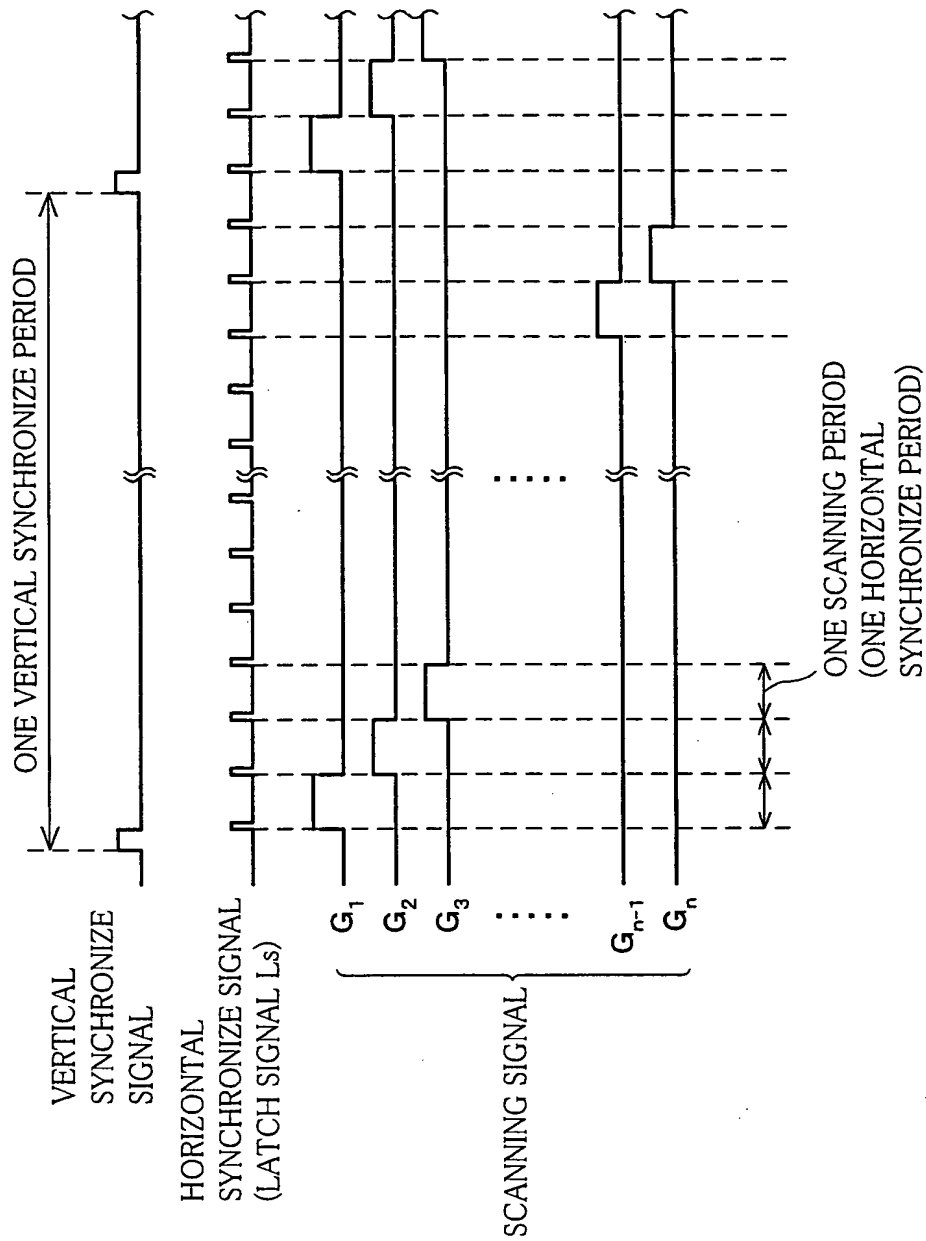 ONE VERTICAL SYNCHRONIZE PERIOD
VERTICAL
SYNCHRONIZE
SIGNAL
HORIZONTAL
SYNCHRONIZE SIGNAL
(LATCH SIGNAL Ls)
SCANNING SIGNAL
G₁
G₂
G₃
.....
.....
Gₙ₋₁
Gₙ
ONE SCANNING PERIOD
(ONE HORIZONTAL
SYNCHRONIZE PERIOD)